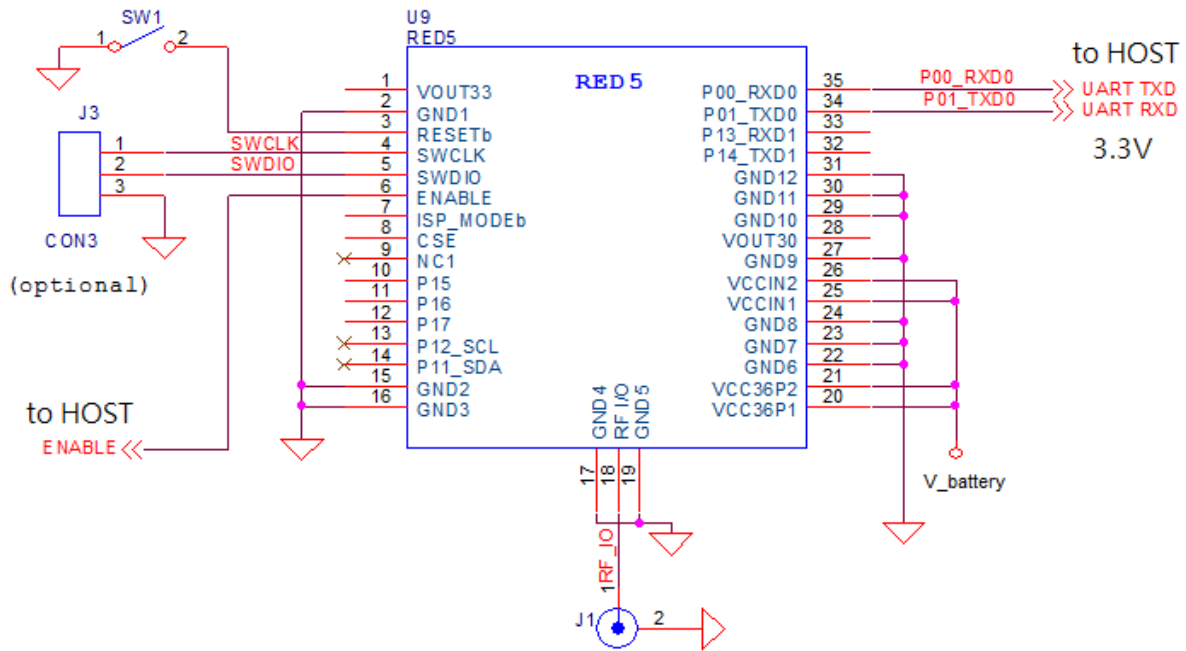 SW1
1
2
U9
RED5
RED 5
to HOST
J3
1
2
3
CON3
(optional)
SWCLK
SWDIO
to HOST
ENABLE
1 VOUT33
2 GND1
3 RESETb
4 SWCLK
5 SWDIO
6 ENABLE
7 ISP_MODEb
8 CSE
9 NC1
10 P15
11 P16
12 P17
13 P12_SCL
14 P11_SDA
15 GND2
16 GND3
P00_RXD0 35 P00_RXD0 UART TXD
P01_TXD0 34 P01_TXD0 UART RXD
P13_RXD1 33
P14_TXD1 32
3.3V
GND12 31
GND11 30
GND10 29
VOUT30 28
GND9 27
VCCIN2 26
VCCIN1 25
GND8 24
GND7 23
GND6 22
VCC36P2 21
VCC36P1 20
V_battery
GND4 17
RF I/O 18
GND5 19
RF_IO
1
J1
2